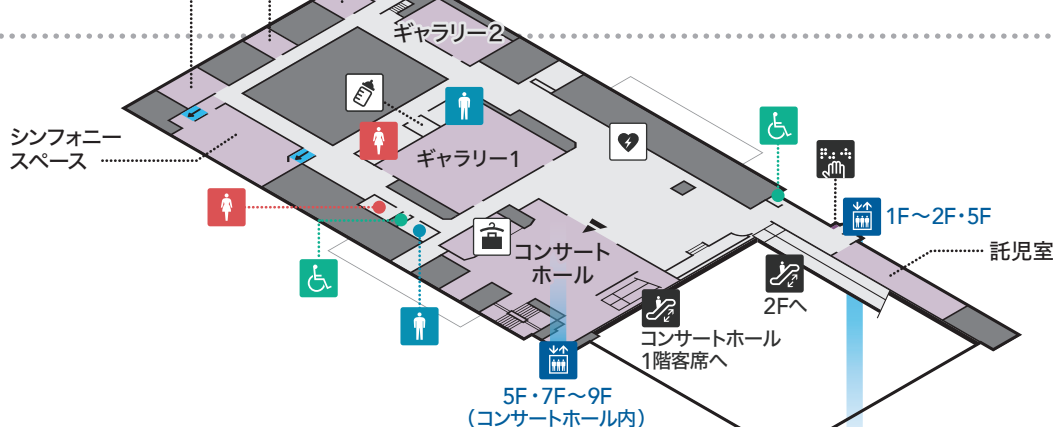 ギャラリー2
シンフォニー
スペース
ギャラリー1
1F～2F・5F
コンサート
ホール
託児室
2Fへ
コンサートホール
1階客席へ
5F・7F～9F
（コンサートホール内）